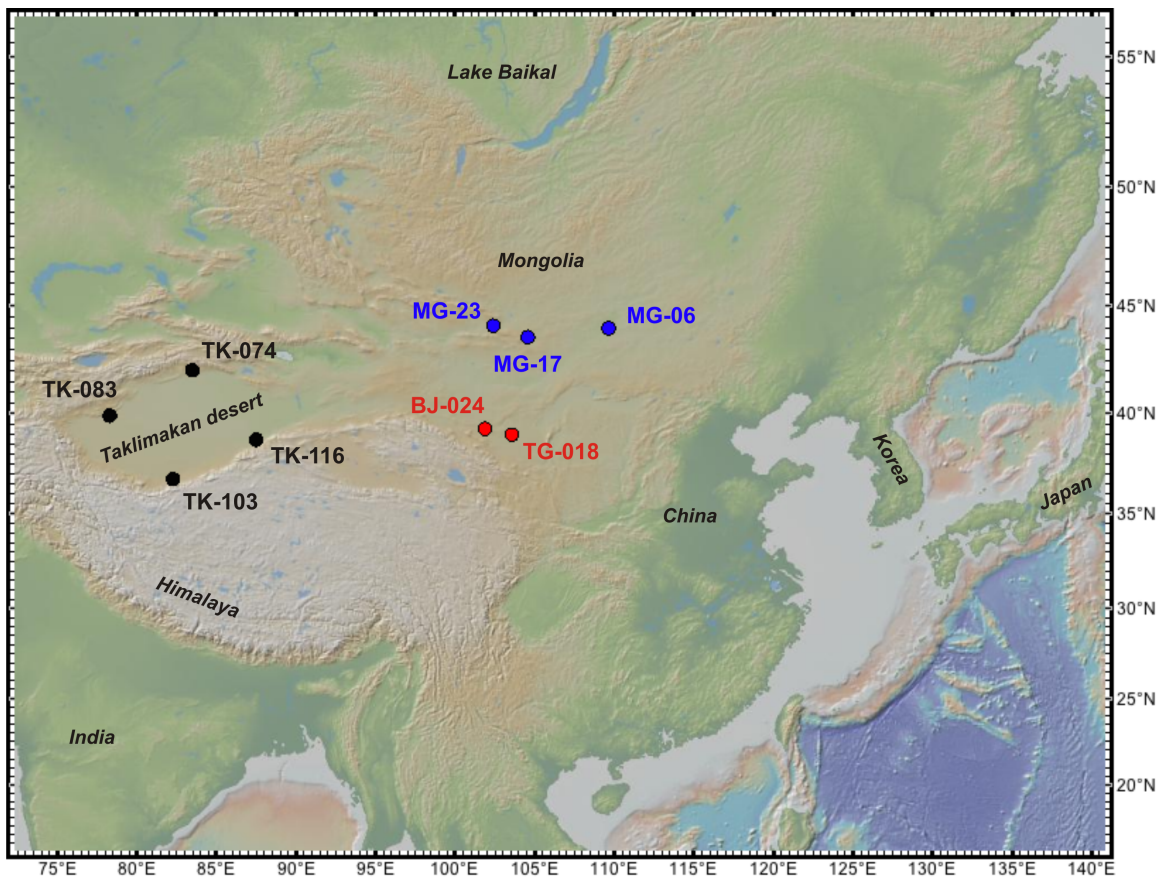 Lake Baikal
55°N
50°N
Mongolia
45°N
MG-23
MG-06
MG-17
TK-074
TK-083
BJ-024
40°N
Taklimakan desert
TK-116
TG-018
Korea
TK-103
Japan
China
35°N
Himalaya
30°N
25°N
India
20°N
75°E 80°E 85°E 90°E 95°E 100°E 105°E 110°E 115°E 120°E 125°E 130°E 135°E 140°E